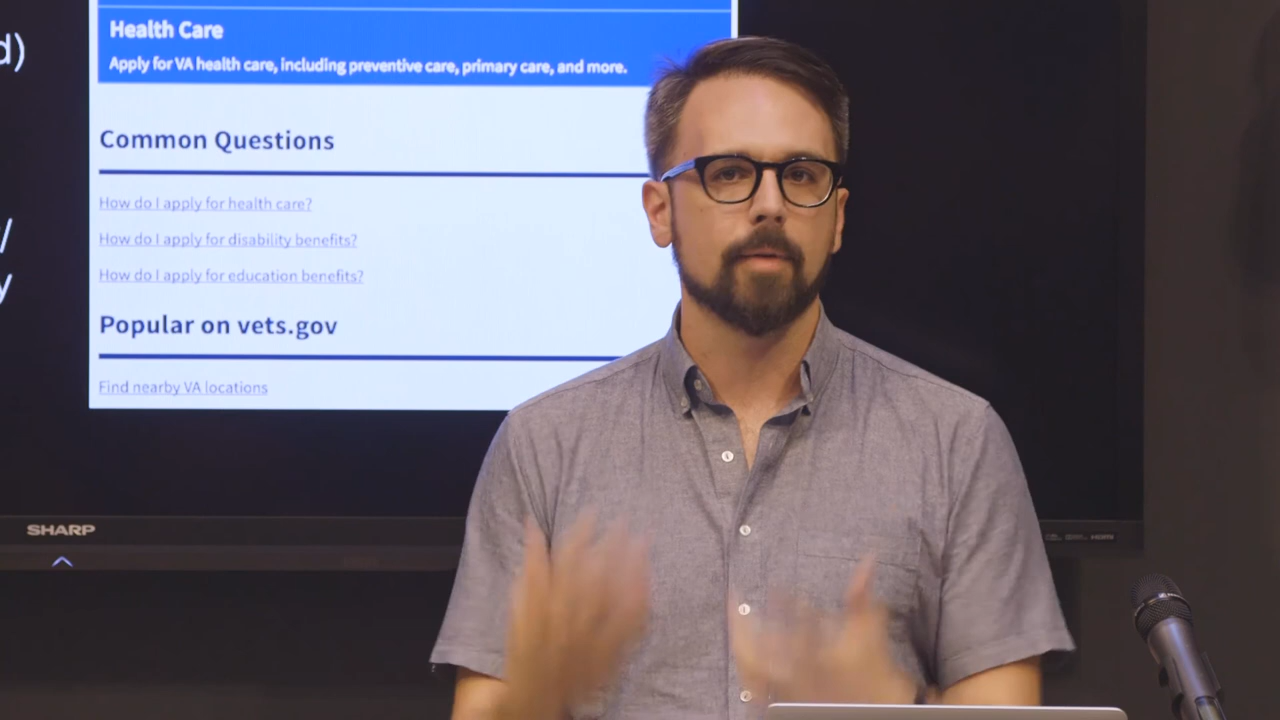 d)
/
y
Health Care
Apply for VA health care, including preventive care, primary care, and more.
Common Questions
How do I apply for health care?
How do I apply for disability benefits?
How do I apply for education benefits?
Popular on vets.gov
Find nearby VA locations
SHARP
HDMI